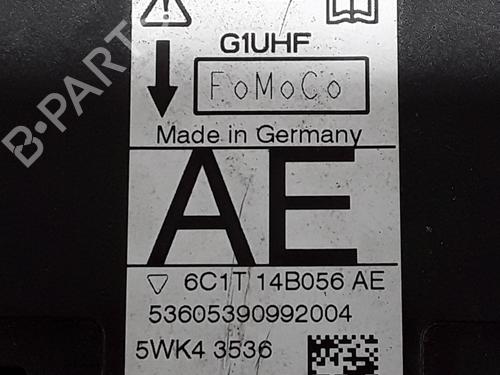 G1UHF
FoMoCo
Made in Germany
AE
6C1T 14B056 AE
53605390992004
5WK4 3536
B-PARTS